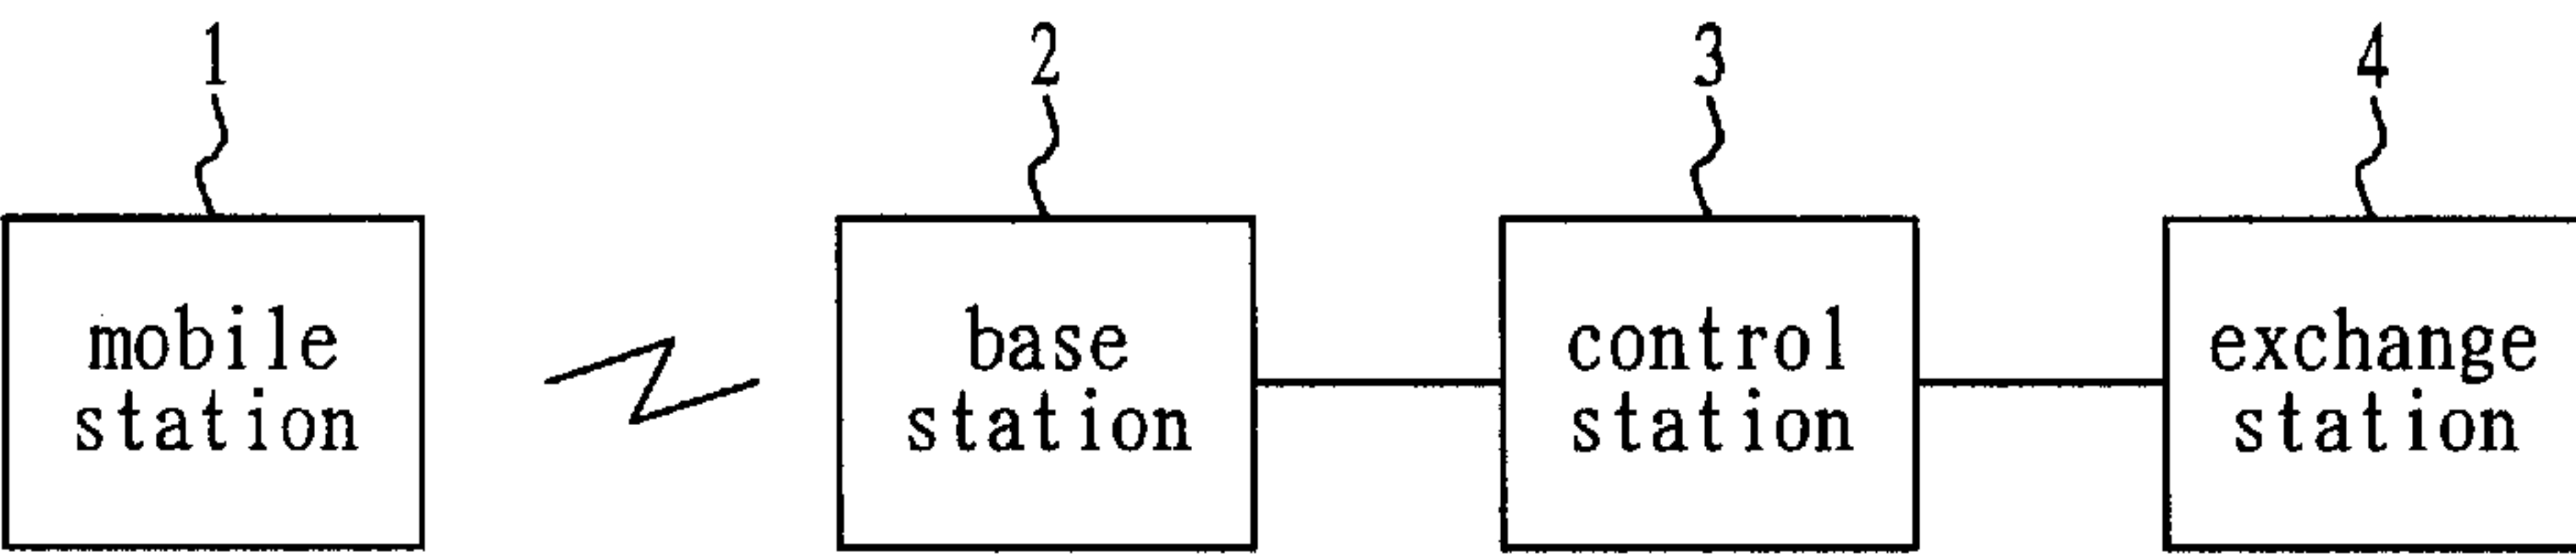 1
2
3
4
mobile
station
base
station
control
station
exchange
station